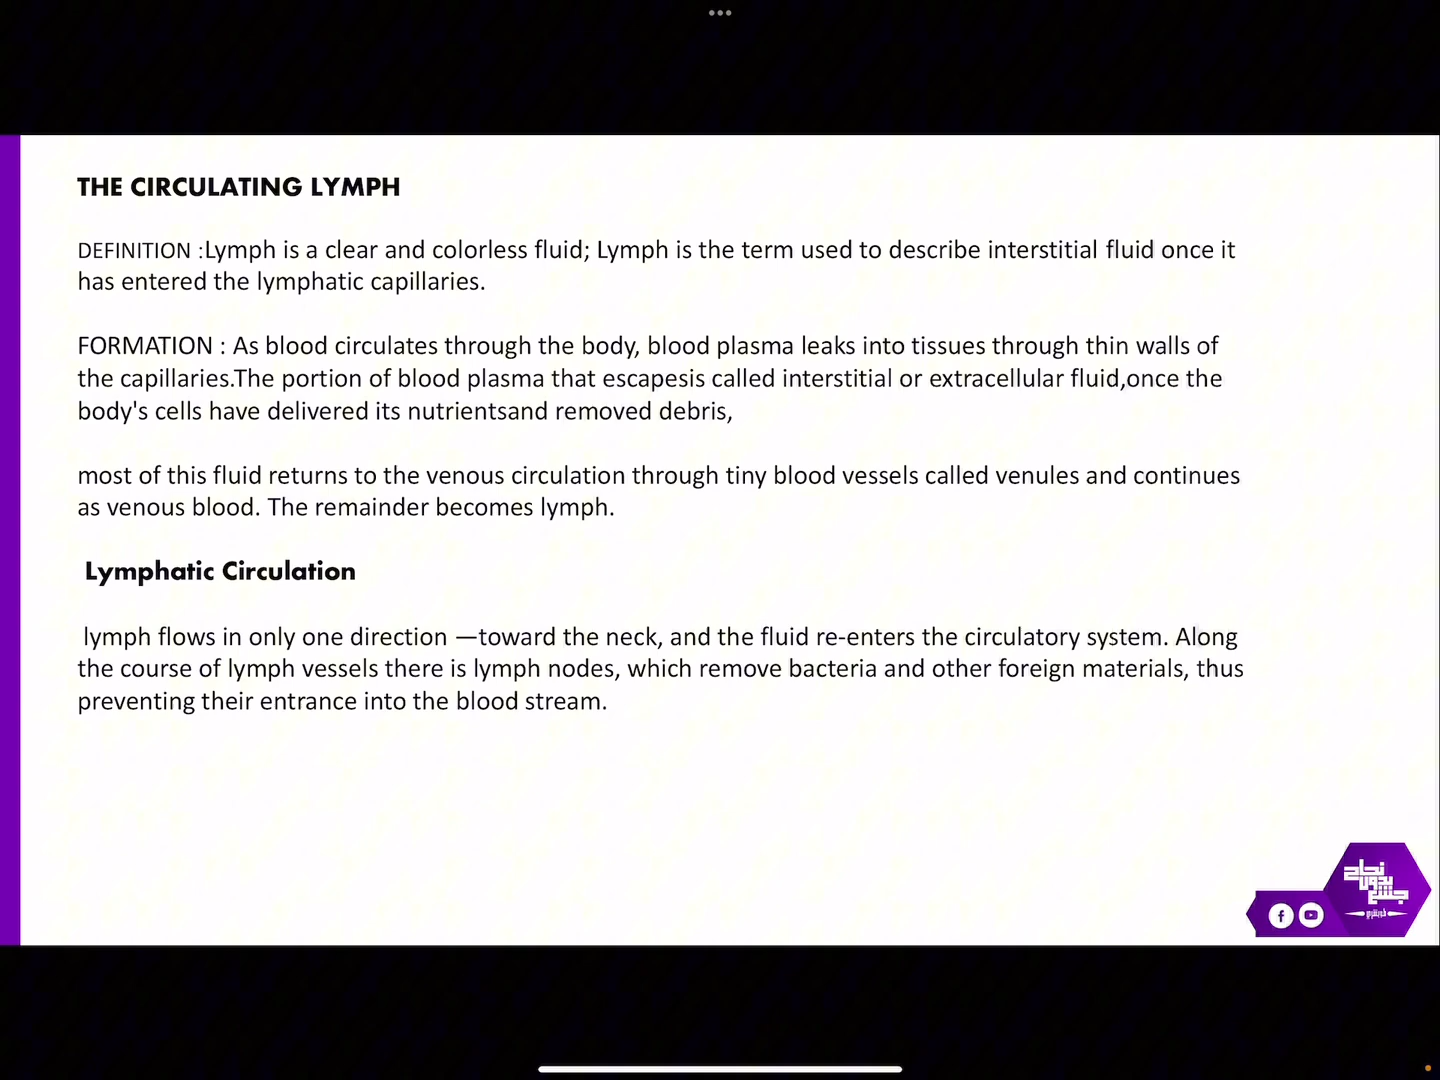 THE CIRCULATING LYMPH
DEFINITION :Lymph is a clear and colorless fluid; Lymph is the term used to describe interstitial fluid once it
has entered the lymphatic capillaries.
FORMATION : As blood circulates through the body, blood plasma leaks into tissues through thin walls of
the capillaries.The portion of blood plasma that escapesis called interstitial or extracellular fluid,once the
body's cells have delivered its nutrientsand removed debris,
most of this fluid returns to the venous circulation through tiny blood vessels called venules and continues
as venous blood. The remainder becomes lymph.
Lymphatic Circulation
lymph flows in only one direction —toward the neck, and the fluid re-enters the circulatory system. Along
the course of lymph vessels there is lymph nodes, which remove bacteria and other foreign materials, thus
preventing their entrance into the blood stream.
نجاح
بدون
جشع